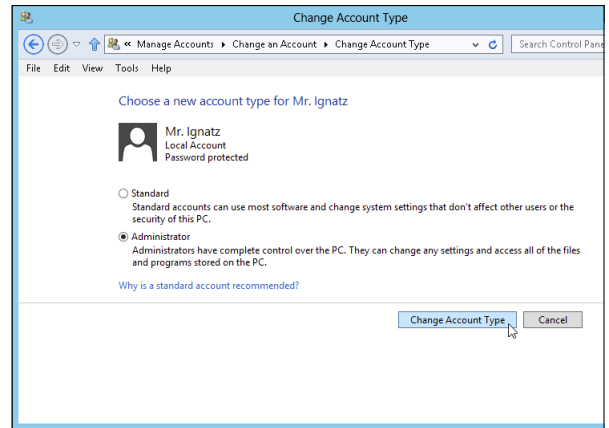 Change Account Type
« Manage Accounts ▸ Change an Account ▸ Change Account Type
Search Control Pane
File Edit View Tools Help
Choose a new account type for Mr. Ignatz
Mr. Ignatz
Local Account
Password protected
Standard
Standard accounts can use most software and change system settings that don't affect other users or the
security of this PC.
Administrator
Administrators have complete control over the PC. They can change any settings and access all of the files
and programs stored on the PC.
Why is a standard account recommended?
Change Account Type Cancel